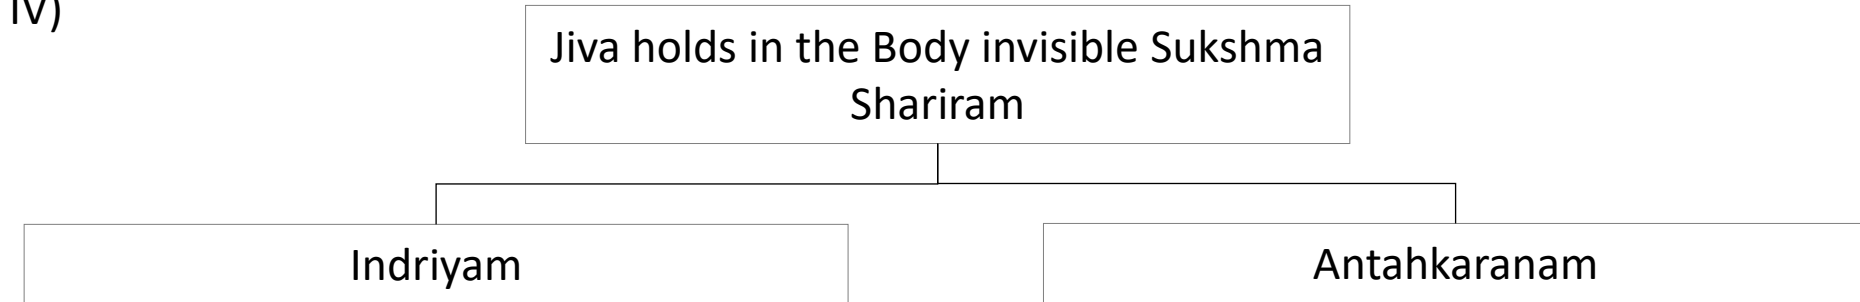 IV)
Jiva holds in the Body invisible Sukshma
Shariram
Indriyam
Antahkaranam